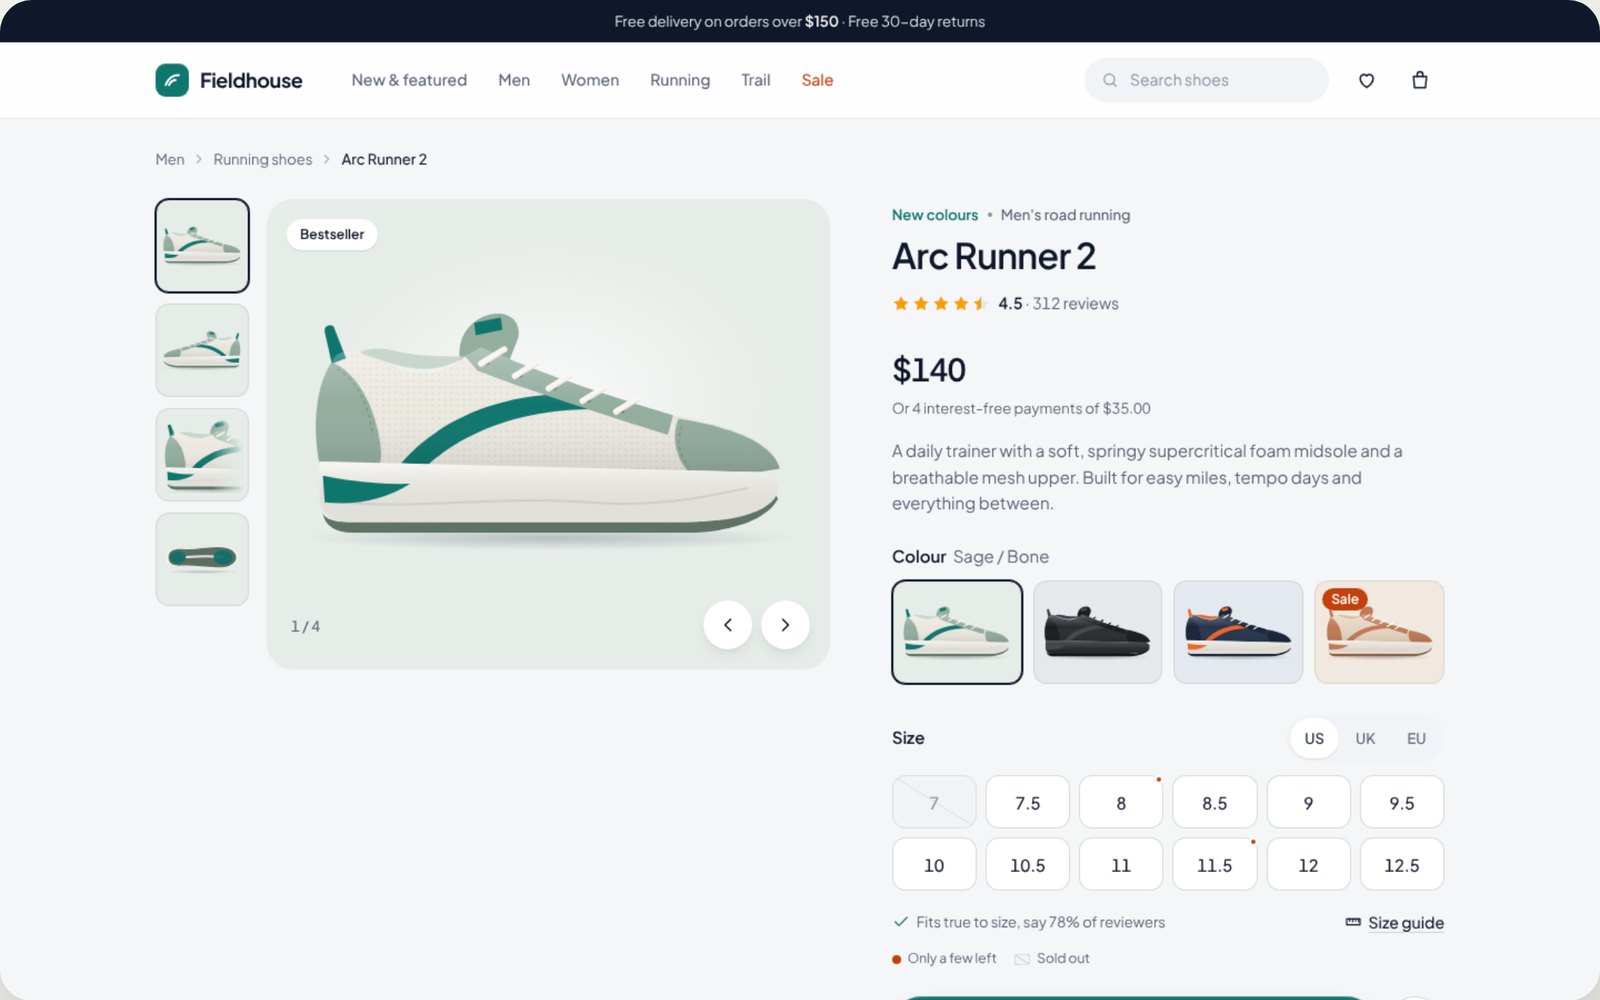 Free delivery on orders over $150 · Free 30-day returns
Fieldhouse
New & featured
Men
Women
Running
Trail
Sale
Search shoes
Men > Running shoes > Arc Runner 2
Bestseller
1 / 4
New colours • Men's road running
Arc Runner 2
4.5 · 312 reviews
$140
Or 4 interest-free payments of $35.00
A daily trainer with a soft, springy supercritical foam midsole and a
breathable mesh upper. Built for easy miles, tempo days and
everything between.
Colour Sage / Bone
Sale
Size
US UK EU
7 7.5 8 8.5 9 9.5
10 10.5 11 11.5 12 12.5
Fits true to size, say 78% of reviewers
Size guide
Only a few left
Sold out